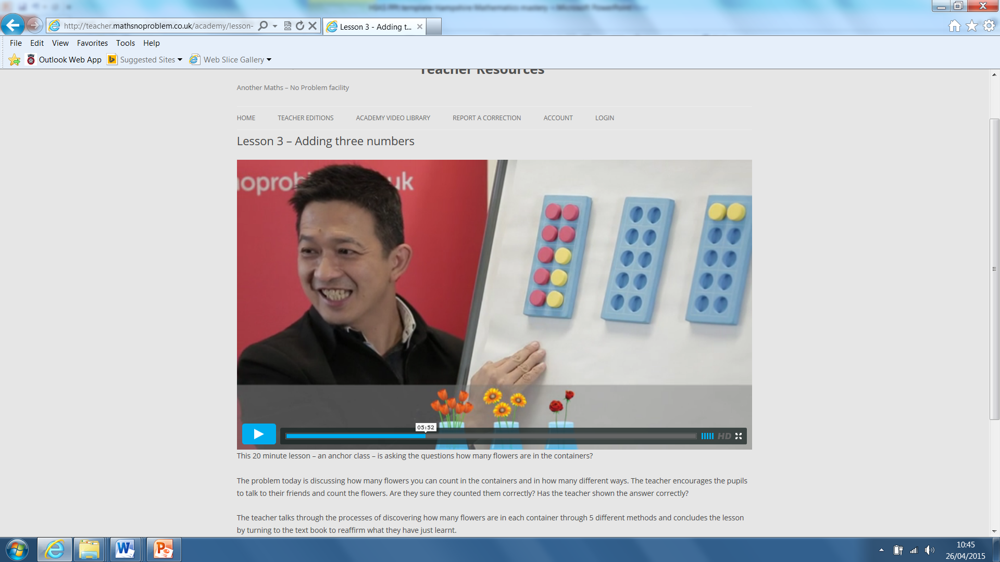 http://teacher.mathsnoproblem.co.uk/academy/lesson-
Lesson 3 - Adding t...
File Edit View Favorites Tools Help
Outlook Web App Suggested Sites Web Slice Gallery
Teacher Resources
Another Maths – No Problem facility
HOME TEACHER EDITIONS ACADEMY VIDEO LIBRARY REPORT A CORRECTION ACCOUNT LOGIN
Lesson 3 – Adding three numbers
noprob uk
05:52
HD
This 20 minute lesson – an anchor class – is asking the questions how many flowers are in the containers?
The problem today is discussing how many flowers you can count in the containers and in how many different ways. The teacher encourages the pupils
to talk to their friends and count the flowers. Are they sure they counted them correctly? Has the teacher shown the answer correctly?
The teacher talks through the processes of discovering how many flowers are in each container through 5 different methods and concludes the lesson
by turning to the text book to reaffirm what they have just learnt.
10:45
26/04/2015